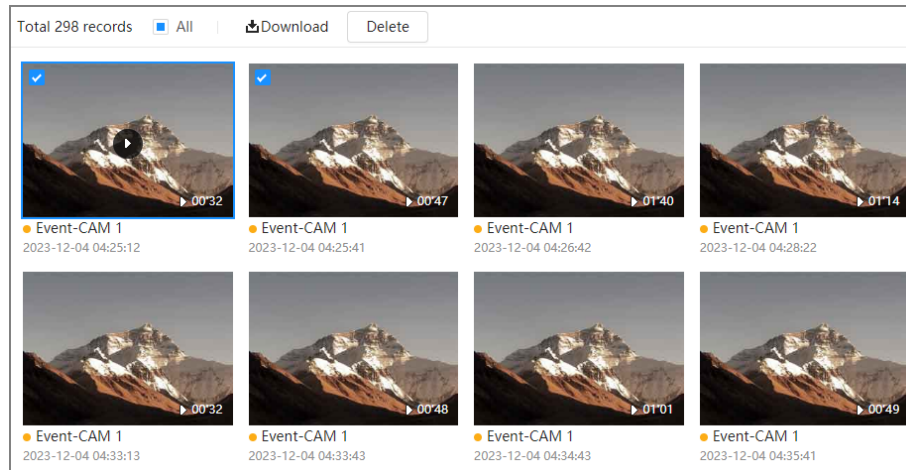 Total 298 records All Download Delete
00'32 00'47 01'40 01'14
Event-CAM 1 Event-CAM 1 Event-CAM 1 Event-CAM 1
2023-12-04 04:25:12 2023-12-04 04:25:41 2023-12-04 04:26:42 2023-12-04 04:28:22
00'32 00'48 01'01 00'49
Event-CAM 1 Event-CAM 1 Event-CAM 1 Event-CAM 1
2023-12-04 04:33:13 2023-12-04 04:33:43 2023-12-04 04:34:43 2023-12-04 04:35:41